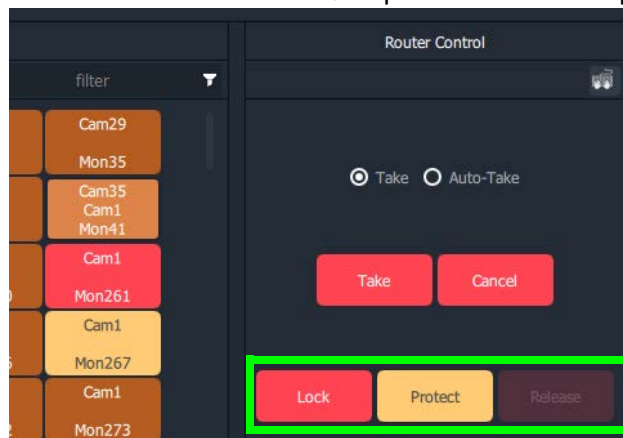 Router Control
filter
Cam29
Mon35
Cam35
Cam1
Mon41
Cam1
Mon261
Cam1
Mon267
Cam1
Mon273
Take Auto-Take
Take Cancel
Lock Protect Release